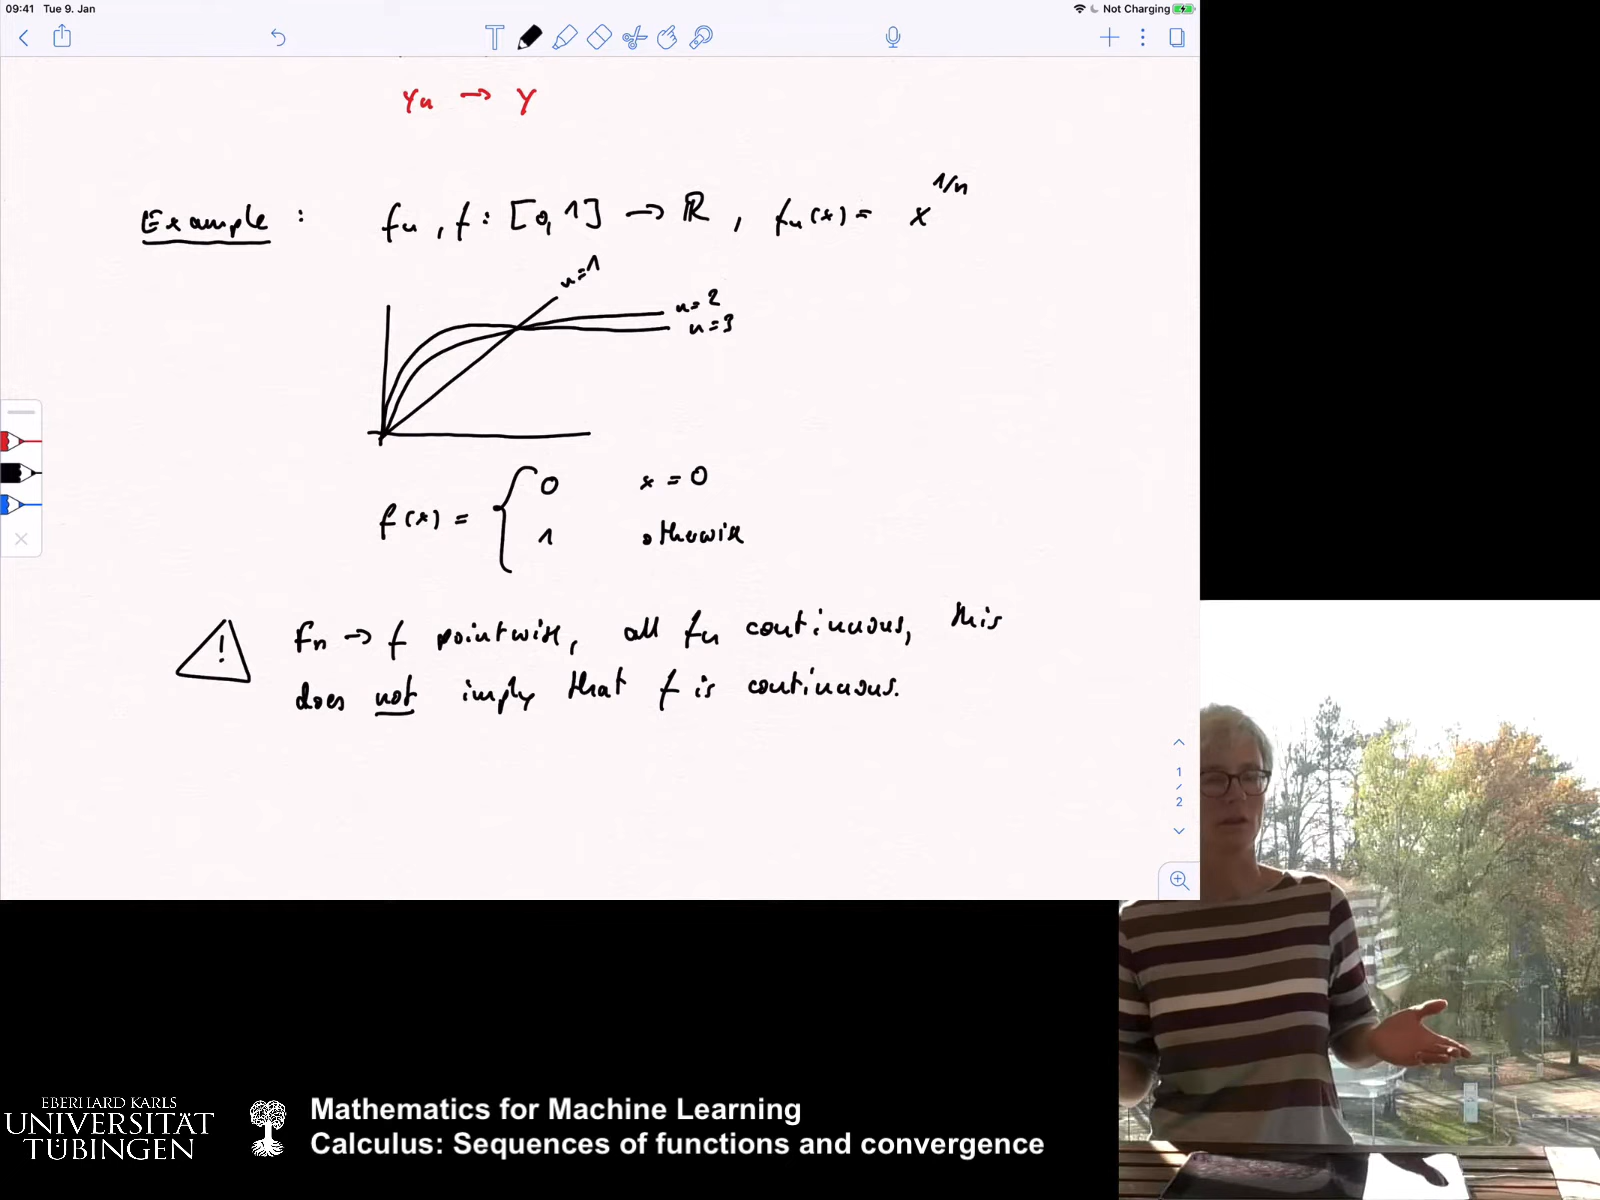 09:41 Tue 9. Jan
Not Charging
yn → y
Example : fn, f : [0,1] → ℝ , fn(x) = x^1/n
n=1
n=2
n=3
f(x) = { 0 x = 0
1 otherwise
! Fn → f pointwise, all fn continuous, this
does not imply that f is continuous.
1
/
2
EBERHARD KARLS
UNIVERSITÄT
TÜBINGEN
Mathematics for Machine Learning
Calculus: Sequences of functions and convergence